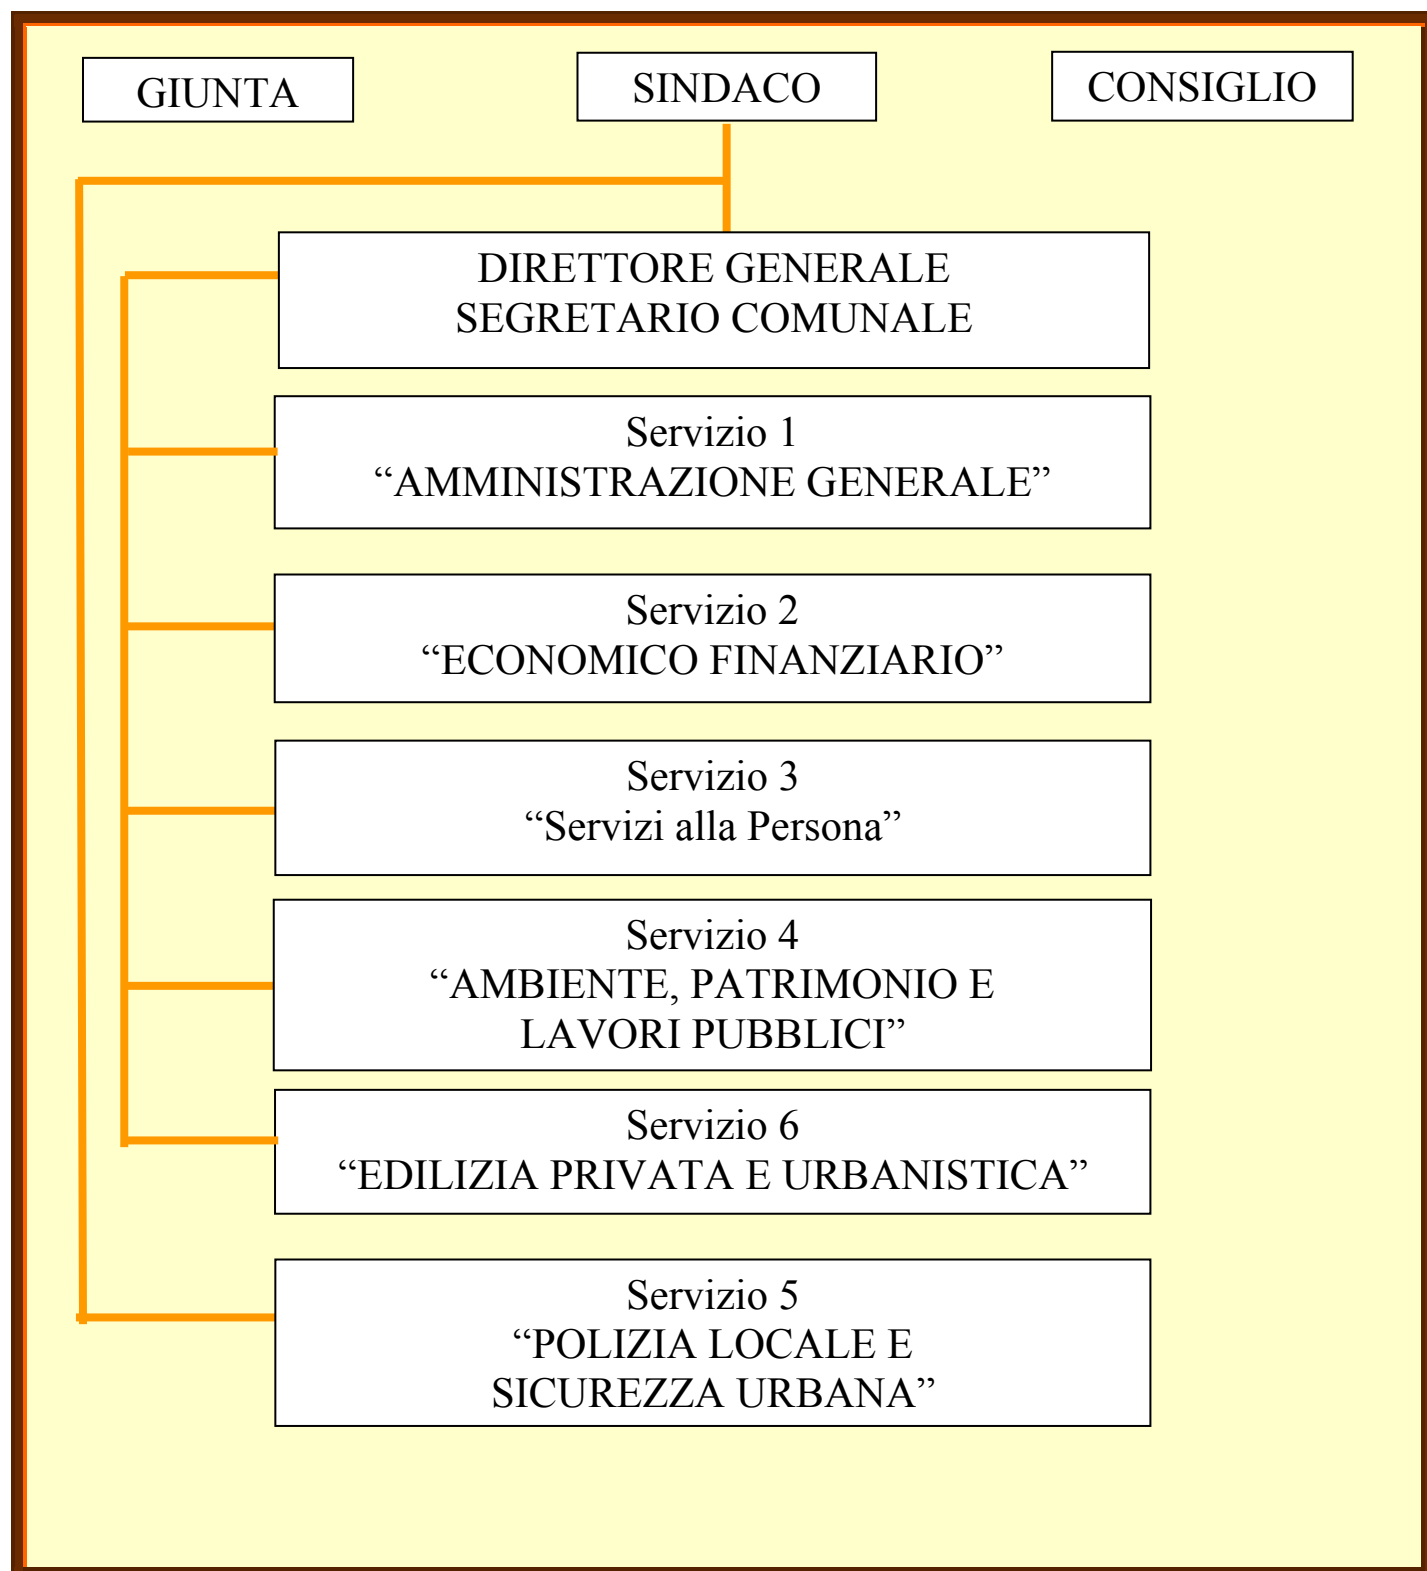 GIUNTA
SINDACO
CONSIGLIO
DIRETTORE GENERALE
SEGRETARIO COMUNALE
Servizio 1
“AMMINISTRAZIONE GENERALE”
Servizio 2
“ECONOMICO FINANZIARIO”
Servizio 3
“Servizi alla Persona”
Servizio 4
“AMBIENTE, PATRIMONIO E
LAVORI PUBBLICI”
Servizio 6
“EDILIZIA PRIVATA E URBANISTICA”
Servizio 5
“POLIZIA LOCALE E
SICUREZZA URBANA”